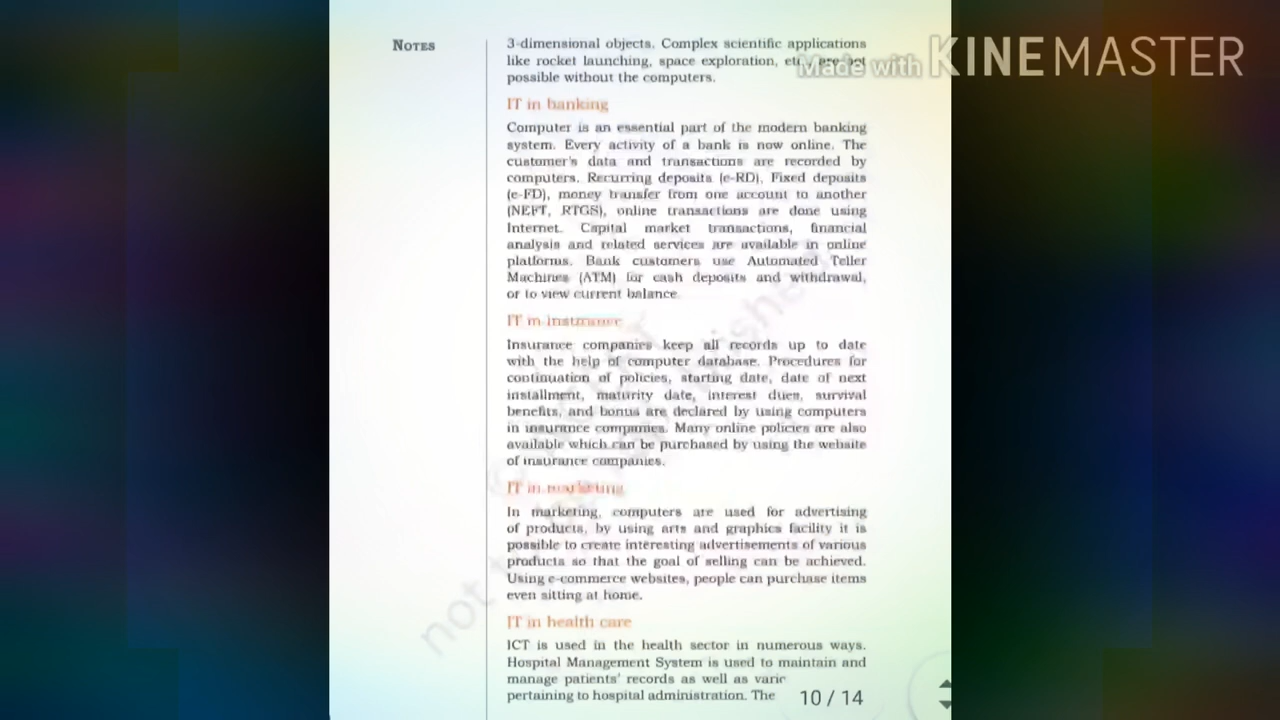 Made with KINEMASTER
NOTES
3-dimensional objects. Complex scientific applications
like rocket launching, space exploration, etc., are not
possible without the computers.
IT in banking
Computer is an essential part of the modern banking
system. Every activity of a bank is now online. The
customer's data and transactions are recorded by
computers. Recurring deposits (e-RD), Fixed deposits
(e-FD), money transfer from one account to another
(NEFT, RTGS), online transactions are done using
Internet. Capital market transactions, financial
analysis and related services are available in online
platforms. Bank customers use Automated Teller
Machines (ATM) for cash deposits and withdrawal,
or to view current balance.
IT in insurance
Insurance companies keep all records up to date
with the help of computer database. Procedures for
continuation of policies, starting date, date of next
installment, maturity date, interest dues, survival
benefits, and bonus are declared by using computers
in insurance companies. Many online policies are also
available which can be purchased by using the website
of insurance companies.
IT in marketing
In marketing, computers are used for advertising
of products, by using arts and graphics facility it is
possible to create interesting advertisements of various
products so that the goal of selling can be achieved.
Using e-commerce websites, people can purchase items
even sitting at home.
IT in health care
ICT is used in the health sector in numerous ways.
Hospital Management System is used to maintain and
manage patients' records as well as
pertaining to hospital administration. The
10 / 14